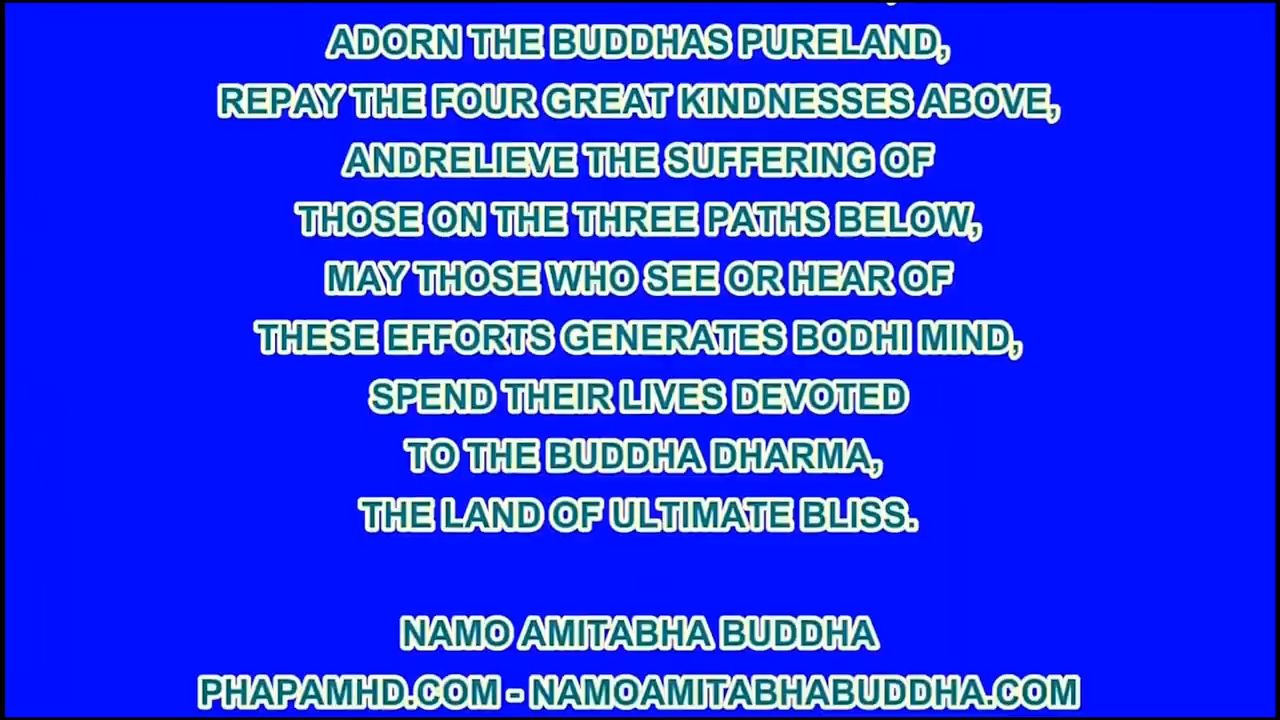 ADORN THE BUDDHAS PURELAND,
REPAY THE FOUR GREAT KINDNESSES ABOVE,
ANDRELIEVE THE SUFFERING OF
THOSE ON THE THREE PATHS BELOW,
MAY THOSE WHO SEE OR HEAR OF
THESE EFFORTS GENERATES BODHI MIND,
SPEND THEIR LIVES DEVOTED
TO THE BUDDHA DHARMA,
THE LAND OF ULTIMATE BLISS.
NAMO AMITABHA BUDDHA
PHAPAMHD.COM - NAMOAMITABHABUDDHA.COM